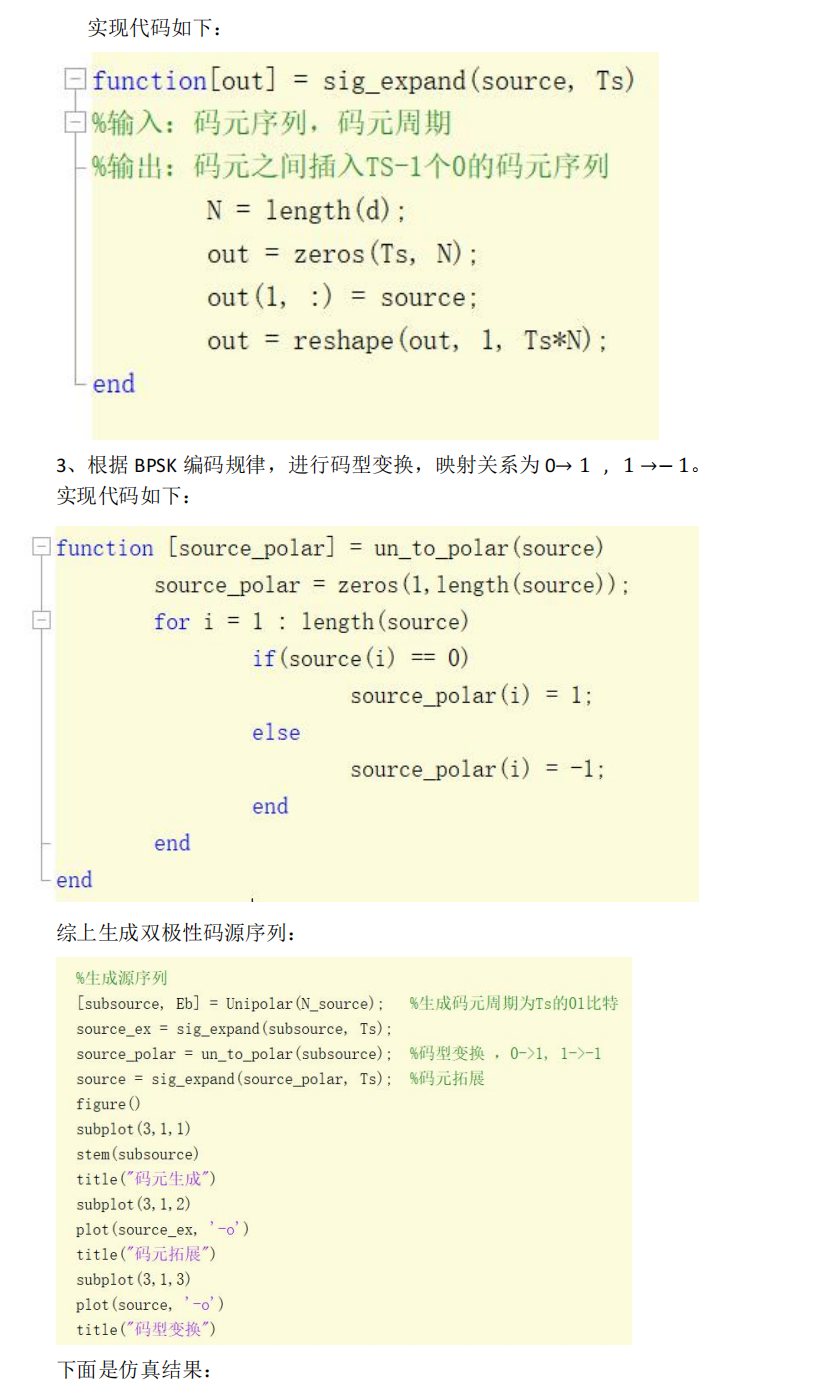 实现代码如下：
function[out] = sig_expand(source, Ts)
%输入：码元序列，码元周期
%输出：码元之间插入TS-1个0的码元序列
N = length(d);
out = zeros(Ts, N);
out(1, :) = source;
out = reshape(out, 1, Ts*N);
end
3、根据 BPSK 编码规律，进行码型变换，映射关系为 0→ 1 ，1 →− 1。
实现代码如下：
function [source_polar] = un_to_polar(source)
source_polar = zeros(1,length(source));
for i = 1 : length(source)
if(source(i) == 0)
source_polar(i) = 1;
else
source_polar(i) = -1;
end
end
end
综上生成双极性码源序列：
%生成源序列
[subsource, Eb] = Unipolar(N_source); %生成码元周期为Ts的01比特
source_ex = sig_expand(subsource, Ts);
source_polar = un_to_polar(subsource); %码型变换 ，0->1, 1->-1
source = sig_expand(source_polar, Ts); %码元拓展
figure()
subplot(3,1,1)
stem(subsource)
title("码元生成")
subplot(3,1,2)
plot(source_ex, '-o')
title("码元拓展")
subplot(3,1,3)
plot(source, '-o')
title("码型变换")
下面是仿真结果：